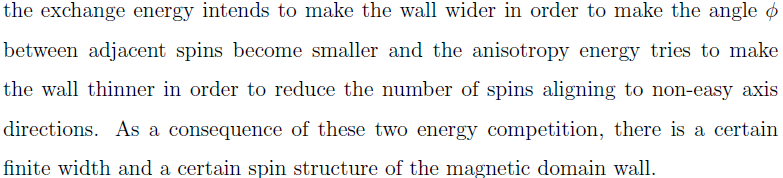 the exchange energy intends to make the wall wider in order to make the angle ϕ
between adjacent spins become smaller and the anisotropy energy tries to make
the wall thinner in order to reduce the number of spins aligning to non-easy axis
directions. As a consequence of these two energy competition, there is a certain
finite width and a certain spin structure of the magnetic domain wall.